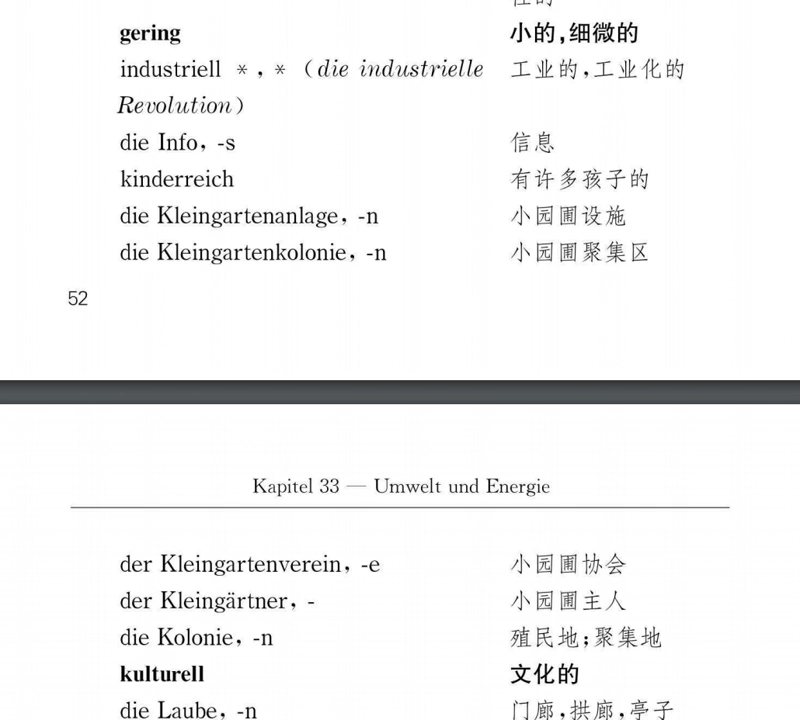 gering 小的,细微的
industriell *,*（die industrielle 工业的,工业化的
Revolution）
die Info, -s 信息
kinderreich 有许多孩子的
die Kleingartenanlage, -n 小园圃设施
die Kleingartenkolonie, -n 小园圃聚集区
52
Kapitel 33 — Umwelt und Energie
der Kleingartenverein, -e 小园圃协会
der Kleingärtner, - 小园圃主人
die Kolonie, -n 殖民地;聚集地
kulturell 文化的
die Laube, -n 门廊,拱廊,亭子